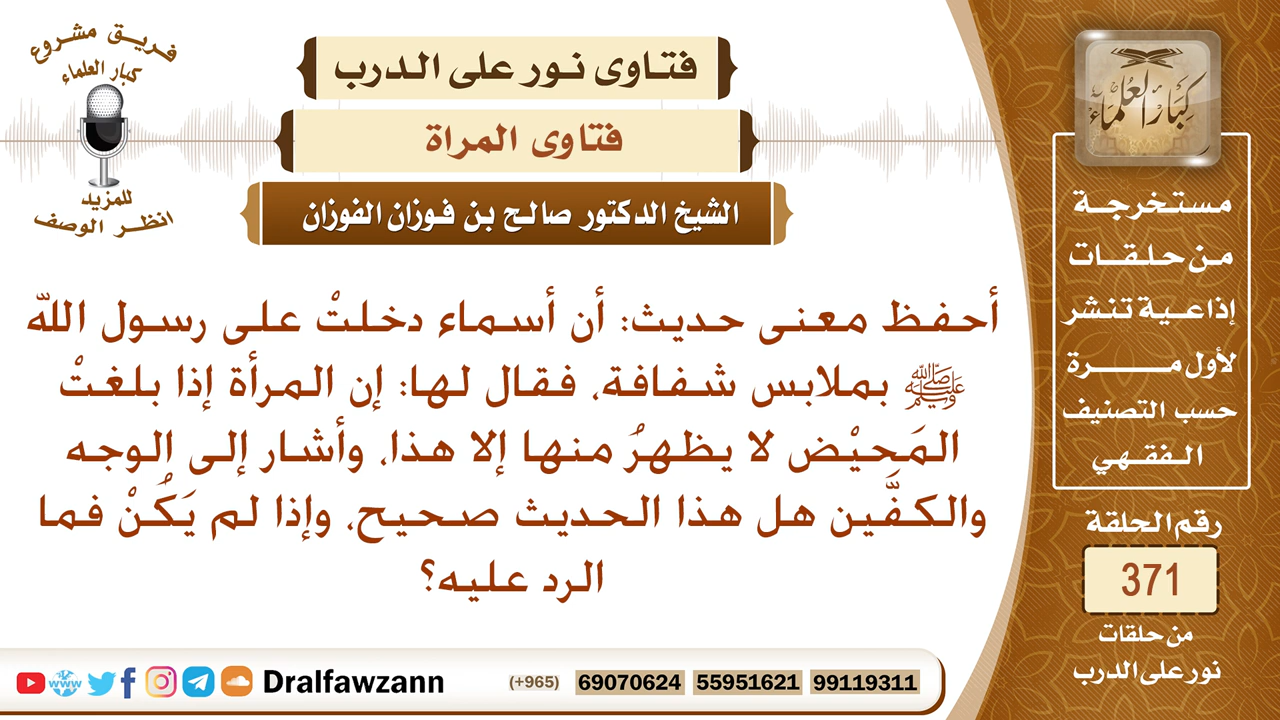 فريق مشروع
كبار العلماء
للمزيد
انظر الوصف
فتاوى نور على الدرب
فتاوى المراة
الشيخ الدكتور صالح بن فوزان الفوزان
أحفظ معنى حديث: أن أسماء دخلتْ على رسول اللّه
ﷺ بملابس شفافة، فقال لها: إن المرأة إذا بلغتْ
المَحيْض لا يظهرُ منها إلا هذا، وأشار إلى الوجه
والكفَّين هل هذا الحديث صحيح، وإذا لم يَكُنْ فما
الرد عليه؟
كبار العلماء
مستخرجة
من حلقات
إذاعية تنشر
لأول مرة
حسب التصنيف
الفقهي
رقم الحلقة
371
من حلقات
نور على الدرب
www Dralfawzann (+965) 69070624 55951621 99119311